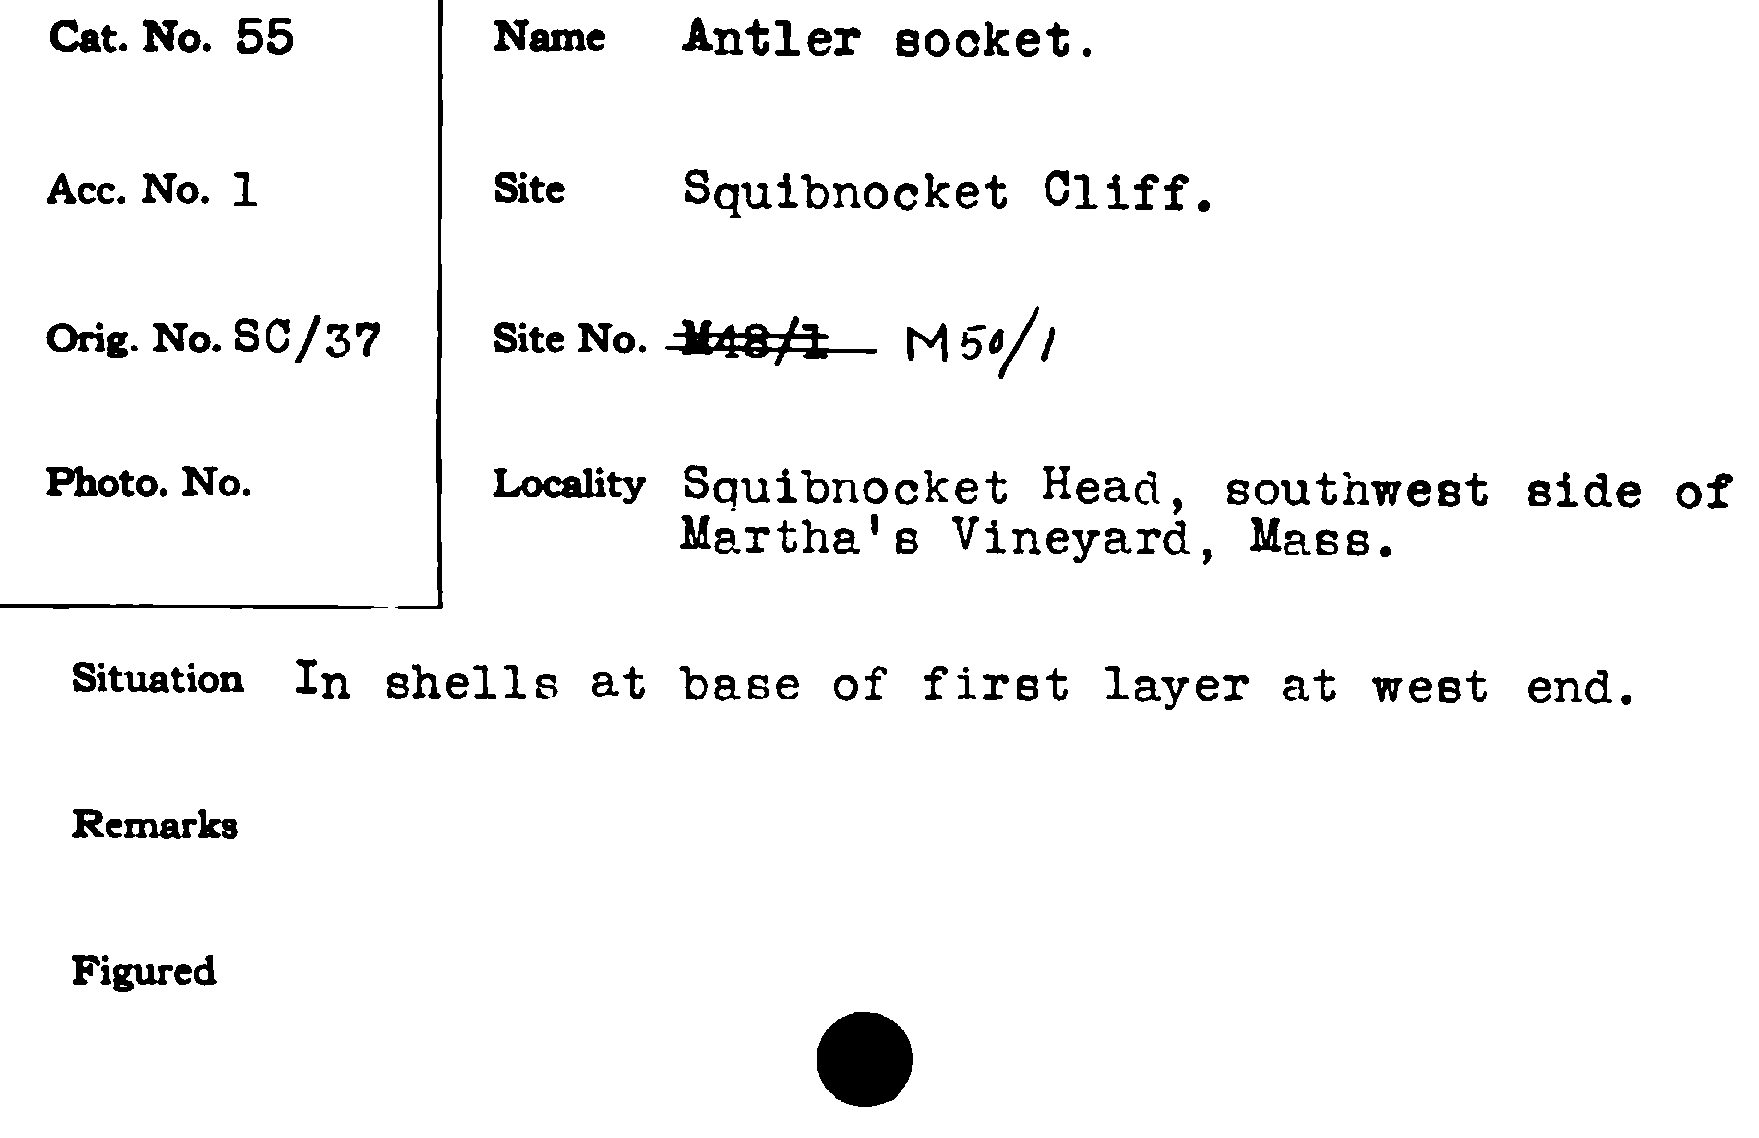 Cat. No. 55
Name Antler socket.
Acc. No. 1
Site Squibnocket Cliff.
Orig. No. SC/37
Site No. M48/1 M50/1
Photo. No.
Locality Squibnocket Head, southwest side of
Martha's Vineyard, Mass.
Situation In shells at base of first layer at west end.
Remarks
Figured